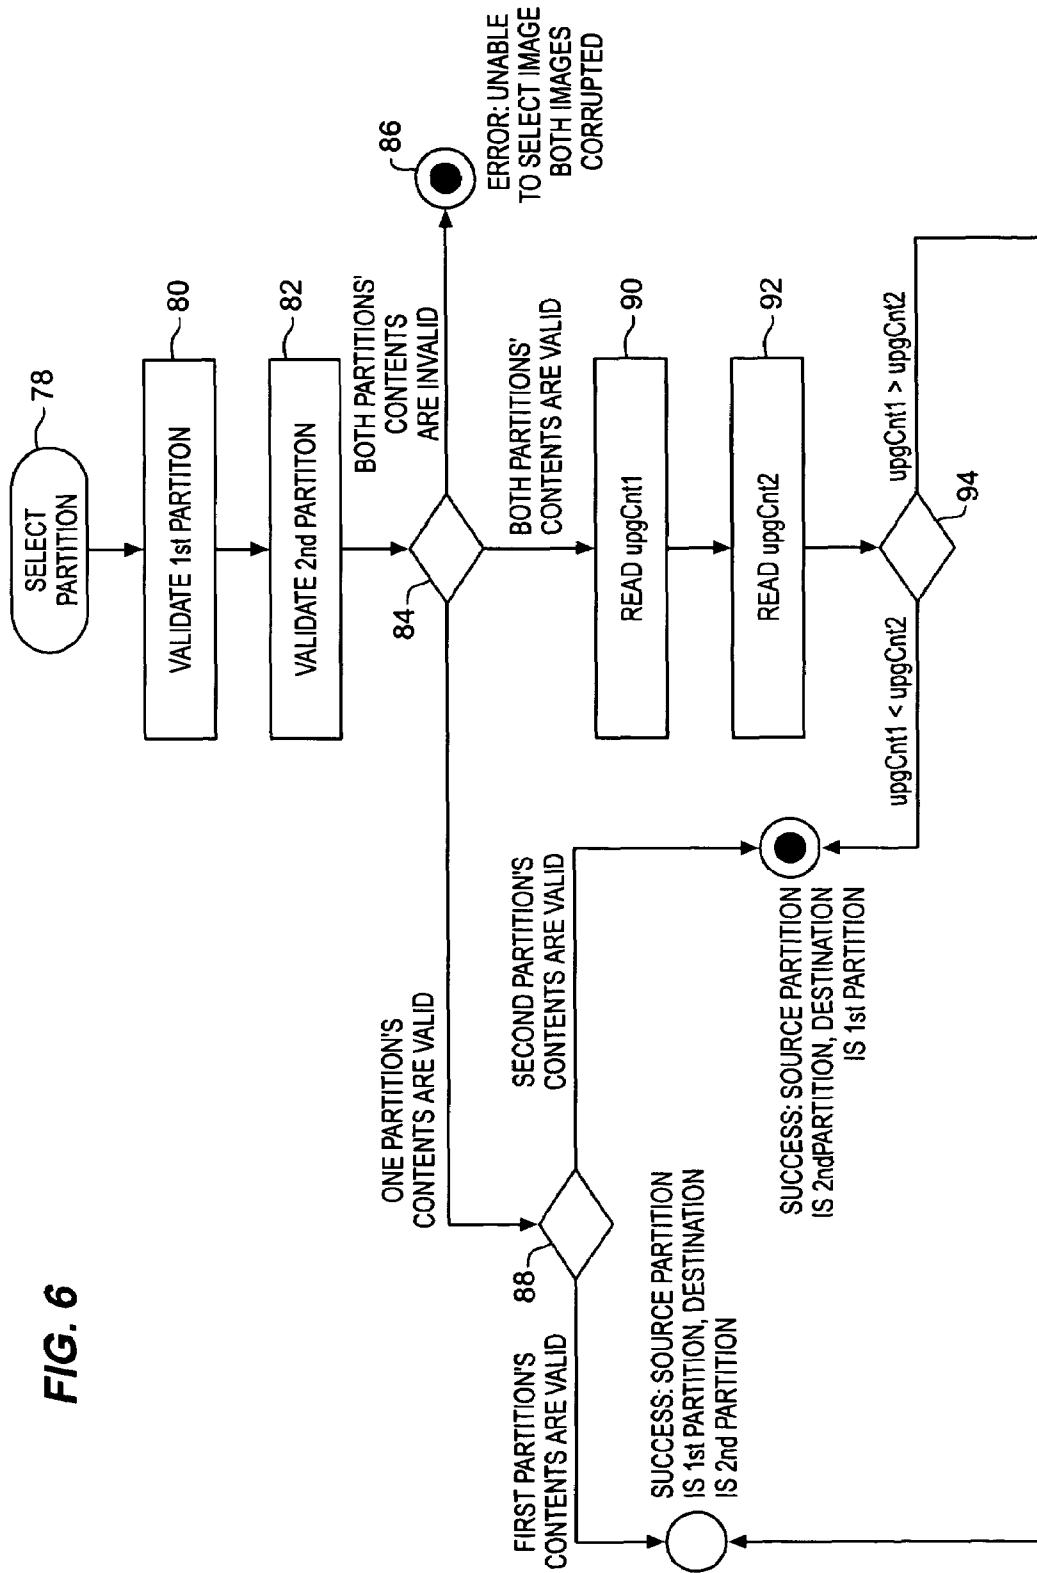 FIG. 6
SELECT
PARTITION
78
VALIDATE 1st PARTITON
80
VALIDATE 2nd PARTITON
82
84
BOTH PARTITIONS'
CONTENTS
ARE INVALID
86
ERROR: UNABLE
TO SELECT IMAGE
BOTH IMAGES
CORRUPTED
ONE PARTITION'S
CONTENTS ARE VALID
BOTH PARTITIONS'
CONTENTS ARE VALID
88
FIRST PARTITION'S
CONTENTS ARE VALID
SECOND PARTITION'S
CONTENTS ARE VALID
READ upgCnt1
90
READ upgCnt2
92
SUCCESS: SOURCE PARTITION
IS 1st PARTITION, DESTINATION
IS 2nd PARTITION
SUCCESS: SOURCE PARTITION
IS 2ndPARTITION, DESTINATION
IS 1st PARTITION
upgCnt1 < upgCnt2
upgCnt1 > upgCnt2
94